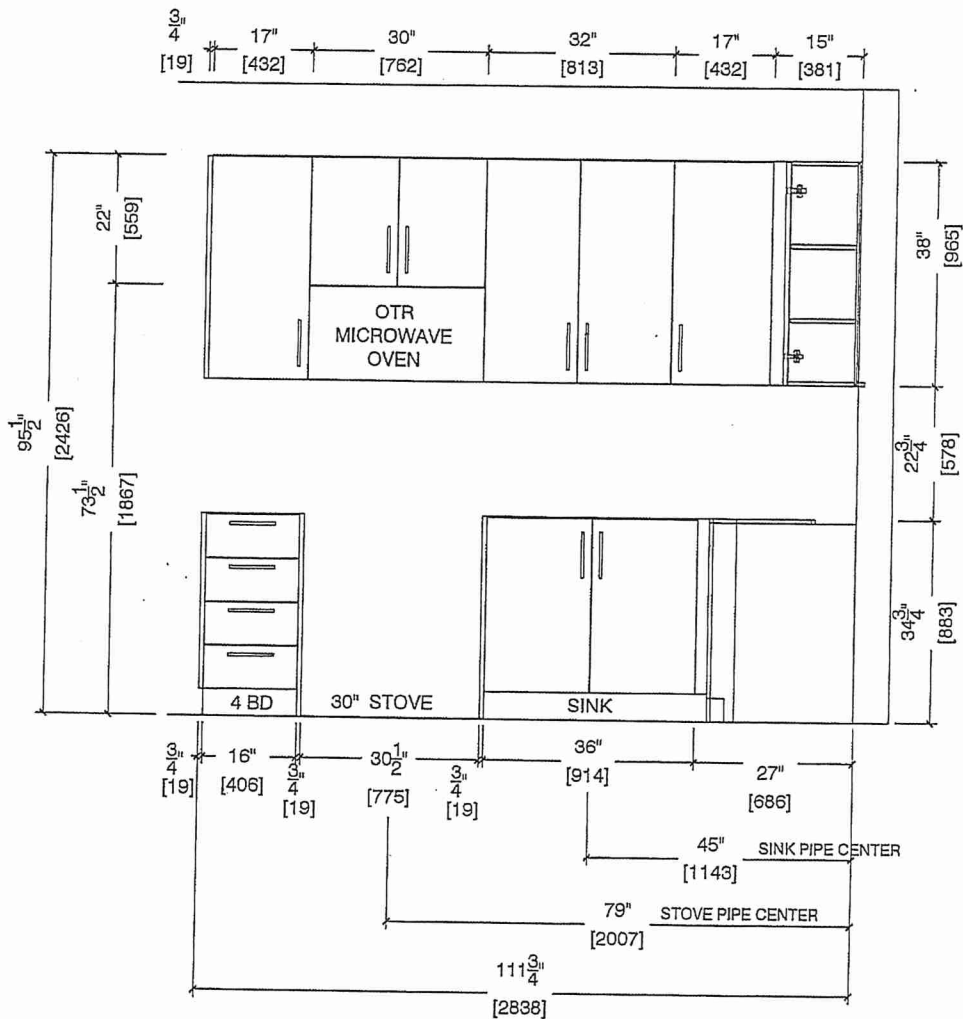 3/4" 17" 30" 32" 17" 15"
[19] [432] [762] [813] [432] [381]
22"
[559]
38"
[965]
OTR
MICROWAVE
OVEN
95 1/2"
[2426]
73 1/2"
[1867]
22 3/4"
[578]
34 3/4"
[883]
4 BD 30" STOVE SINK
3/4" 16" 3/4" 30 1/2" 3/4" 36" 27"
[19] [406] [19] [775] [19] [914] [686]
45" SINK PIPE CENTER
[1143]
79" STOVE PIPE CENTER
[2007]
111 3/4"
[2838]